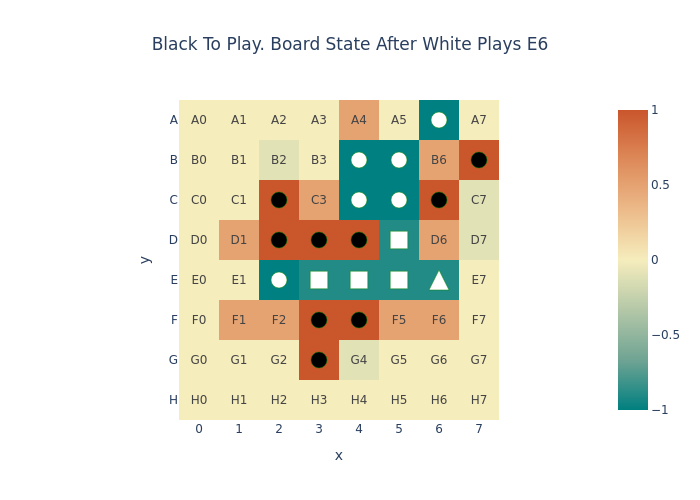 Black To Play. Board State After White Plays E6
A A0 A1 A2 A3 A4 A5 A7
B B0 B1 B2 B3 B6
C C0 C1 C3 C7
D D0 D1 D6 D7
E E0 E1 E7
F F0 F1 F2 F5 F6 F7
G G0 G1 G2 G4 G5 G6 G7
H H0 H1 H2 H3 H4 H5 H6 H7
0 1 2 3 4 5 6 7
x
y
1
0.5
0
−0.5
−1